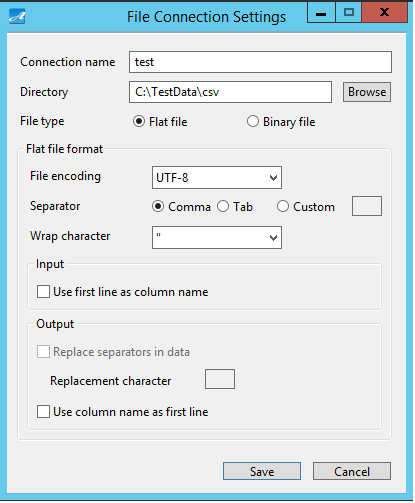 File Connection Settings
Connection name test
Directory C:\TestData\csv Browse
File type Flat file Binary file
Flat file format
File encoding UTF-8
Separator Comma Tab Custom
Wrap character "
Input
Use first line as column name
Output
Replace separators in data
Replacement character
Use column name as first line
Save Cancel